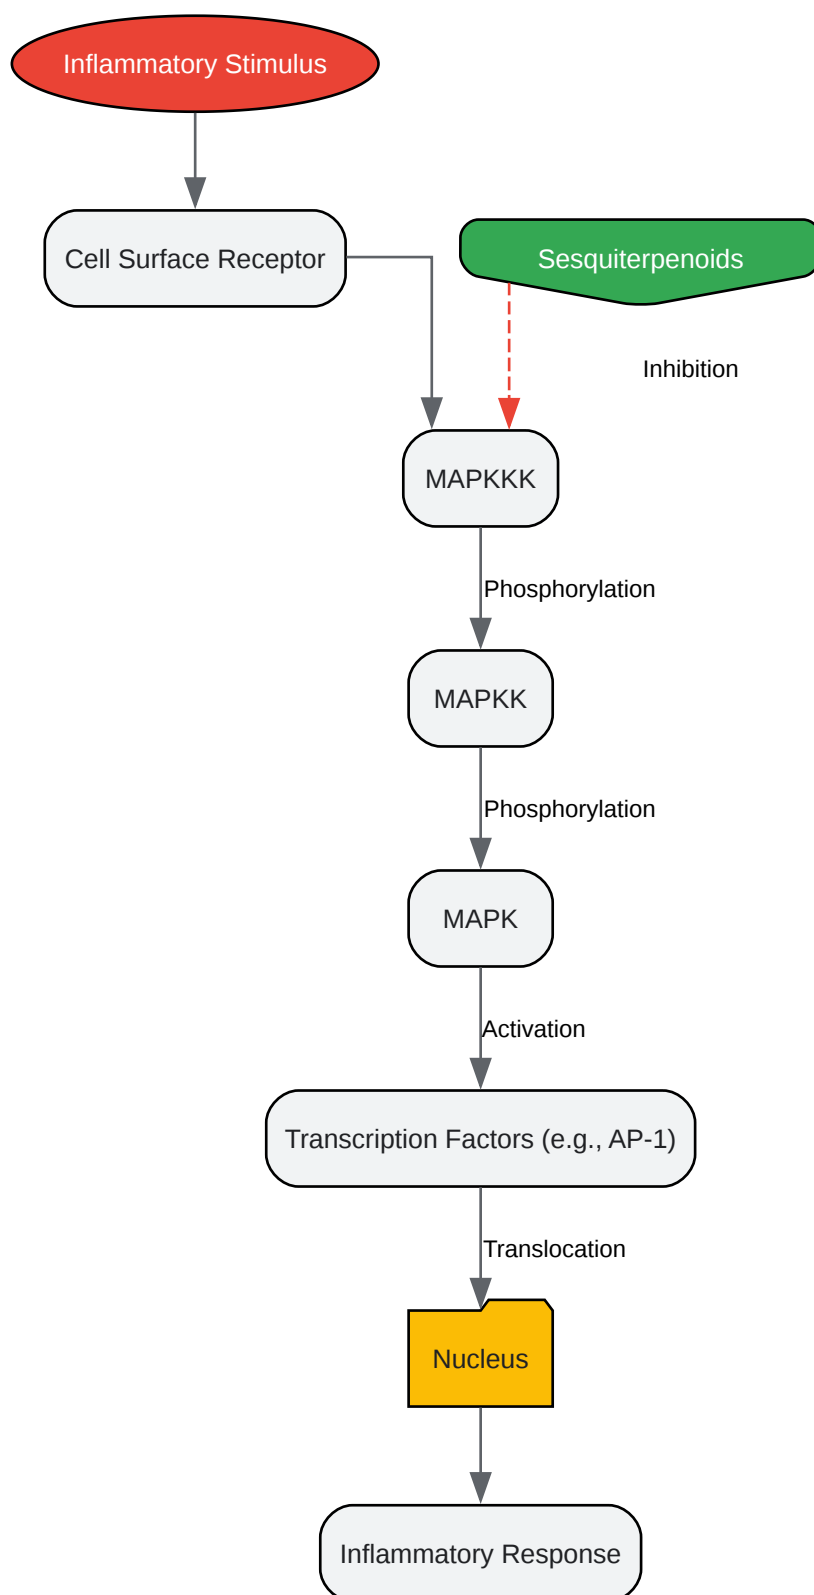 Inflammatory Stimulus
Cell Surface Receptor
Sesquiterpenoids
Inhibition
MAPKKK
Phosphorylation
MAPKK
Phosphorylation
MAPK
Activation
Transcription Factors (e.g., AP-1)
Translocation
Nucleus
Inflammatory Response